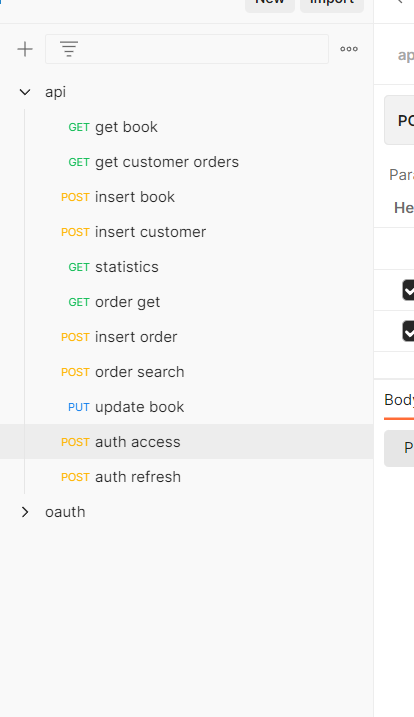 New Import
ap
api
GET get book
GET get customer orders
POST insert book
POST insert customer
GET statistics
GET order get
POST insert order
POST order search
PUT update book
POST auth access
POST auth refresh
oauth
PO
Para
He
Body
P